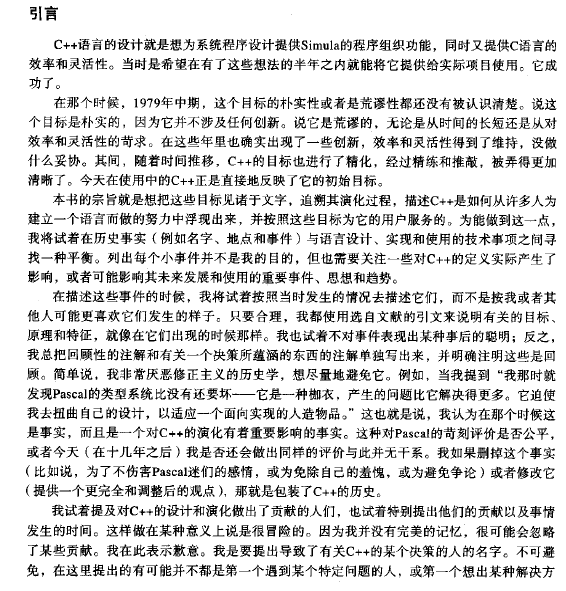 引言
C++语言的设计就是想为系统程序设计提供Simula的程序组织功能，同时又提供C语言的
效率和灵活性。当时是希望在有了这些想法的半年之内就能将它提供给实际项目使用。它成
功了。
在那个时候，1979年中期，这个目标的朴实性或者是荒谬性都还没有被认识清楚。说这
个目标是朴实的，因为它并不涉及任何创新。说它是荒谬的，无论是从时间的长短还是从对
效率和灵活性的苛求。在这些年里也确实出现了一些创新，效率和灵活性得到了维持，没做
什么妥协。其间，随着时间推移，C++的目标也进行了精化，经过精练和推敲，被弄得更加
清晰了。今天在使用中的C++正是直接地反映了它的初始目标。
本书的宗旨就是想把这些目标见诸于文字，追溯其演化过程，描述C++是如何从许多人为
建立一个语言而做的努力中浮现出来，并按照这些目标为它的用户服务的。为能做到这一点，
我将试着在历史事实（例如名字、地点和事件）与语言设计、实现和使用的技术事项之间寻
找一种平衡。列出每个小事件并不是我的目的，但也需要关注一些对C++的定义实际产生了
影响，或者可能影响其未来发展和使用的重要事件、思想和趋势。
在描述这些事件的时候，我将试着按照当时发生的情况去描述它们，而不是按我或者其
他人可能更喜欢它们发生的样子。只要合理，我都使用选自文献的引文来说明有关的目标、
原理和特征，就像在它们出现的时候那样。我也试着不对事件表现出某种事后的聪明；反之，
我总把回顾性的注解和有关一个决策所蕴涵的东西的注解单独写出来，并明确注明这些是回
顾。简单说，我非常厌恶修正主义的历史学，想尽量地避免它。例如，当我提到“我那时就
发现Pascal的类型系统比没有还要坏——它是一种枷衣，产生的问题比它解决得更多。它迫使
我去扭曲自己的设计，以适应一个面向实现的人造物品。”这也就是说，我认为在那个时候这
是事实，而且是一个对C++的演化有着重要影响的事实。这种对Pascal的苛刻评价是否公平，
或者今天（在十几年之后）我是否还会做出同样的评价与此并无干系。我如果删掉这个事实
（比如说，为了不伤害Pascal迷们的感情，或为免除自己的羞愧，或为避免争论）或者修改它
（提供一个更完全和调整后的观点），那就是包装了C++的历史。
我试着提及对C++的设计和演化做出了贡献的人们，也试着特别提出他们的贡献以及事情
发生的时间。这样做在某种意义上说是很冒险的。因为我并没有完美的记忆，很可能会忽略
了某些贡献。我在此表示歉意。我是要提出导致了有关C++的某个决策的人的名字。不可避
免，在这里提出的有可能并不都是第一个遇到某个特定问题的人，或第一个想出某种解决方